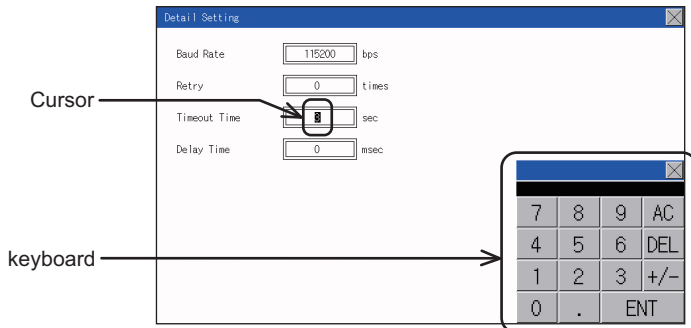 Detail Setting
Baud Rate 115200 bps
Retry 0 times
Cursor
Timeout Time 3 sec
Delay Time 0 msec
7 8 9 AC
4 5 6 DEL
keyboard
1 2 3 +/-
0 . ENT